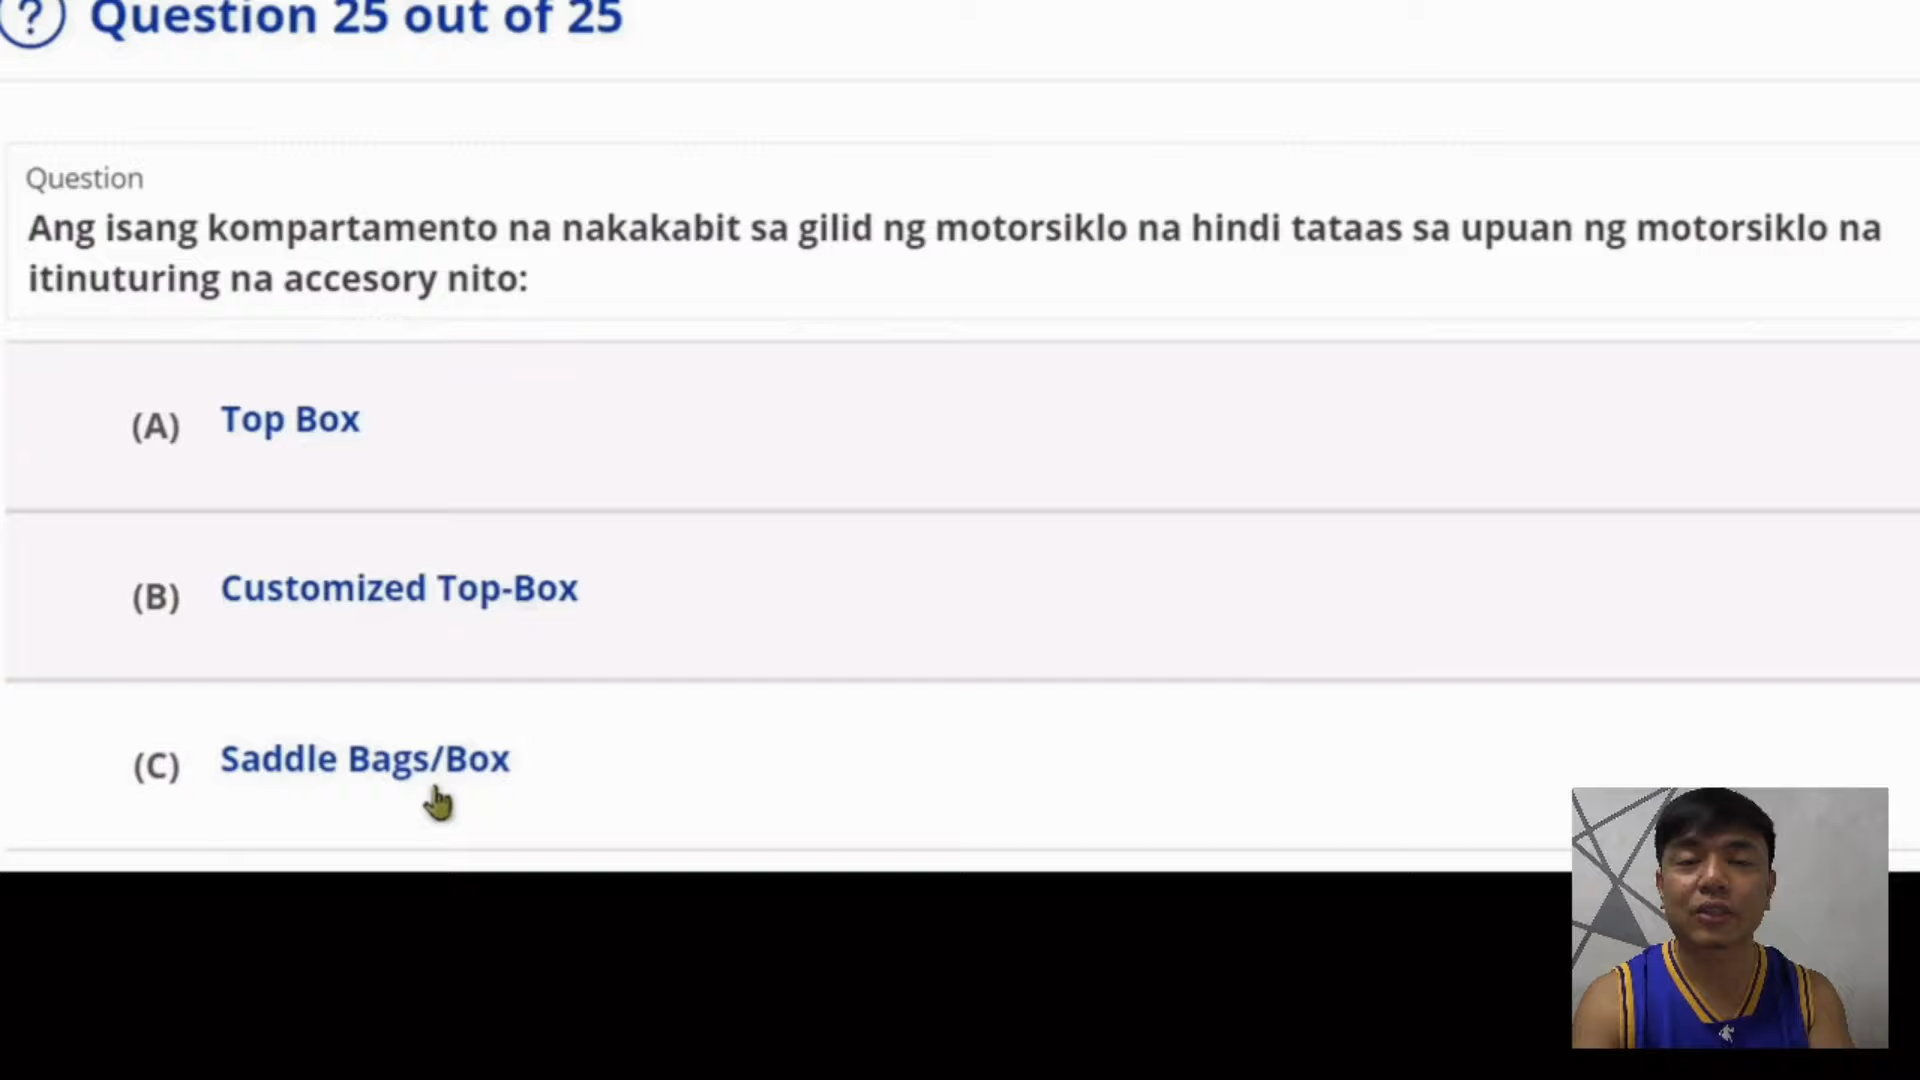 ? Question 25 out of 25
Question
Ang isang kompartamento na nakakabit sa gilid ng motorsiklo na hindi tataas sa upuan ng motorsiklo na
itinuturing na accesory nito:
(A) Top Box
(B) Customized Top-Box
(C) Saddle Bags/Box